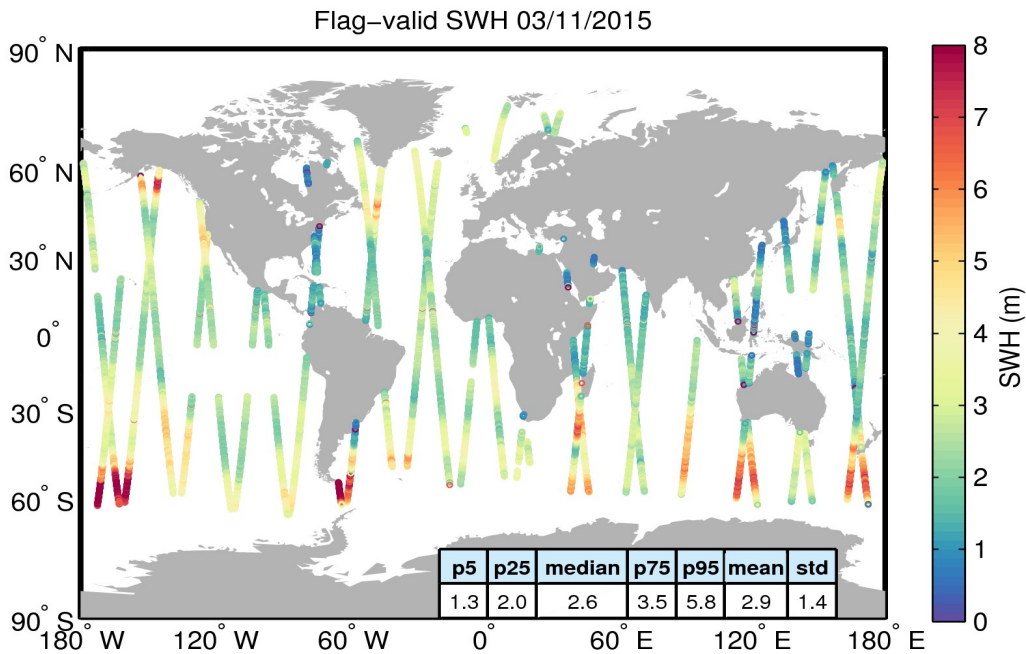 Flag−valid SWH 03/11/2015
90° N
60° N
30° N
0°
30° S
60° S
90° S
180° W
120° W
60° W
0°
60° E
120° E
180° E
p5 p25 median p75 p95 mean std
1.3 2.0 2.6 3.5 5.8 2.9 1.4
8
7
6
5
4
3
2
1
0
SWH (m)